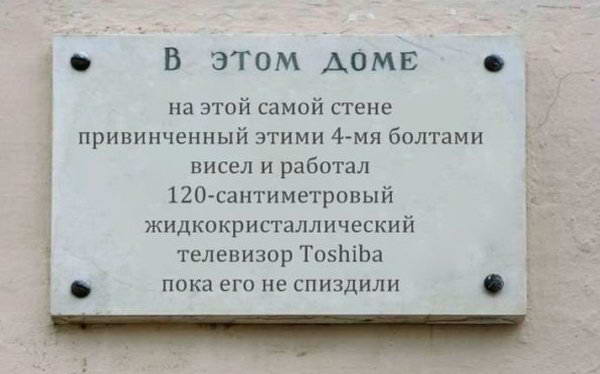 В ЭТОМ ДОМЕ
на этой самой стене
привинченный этими 4-мя болтами
висел и работал
120-сантиметровый
жидкокристаллический
телевизор Toshiba
пока его не спиздили